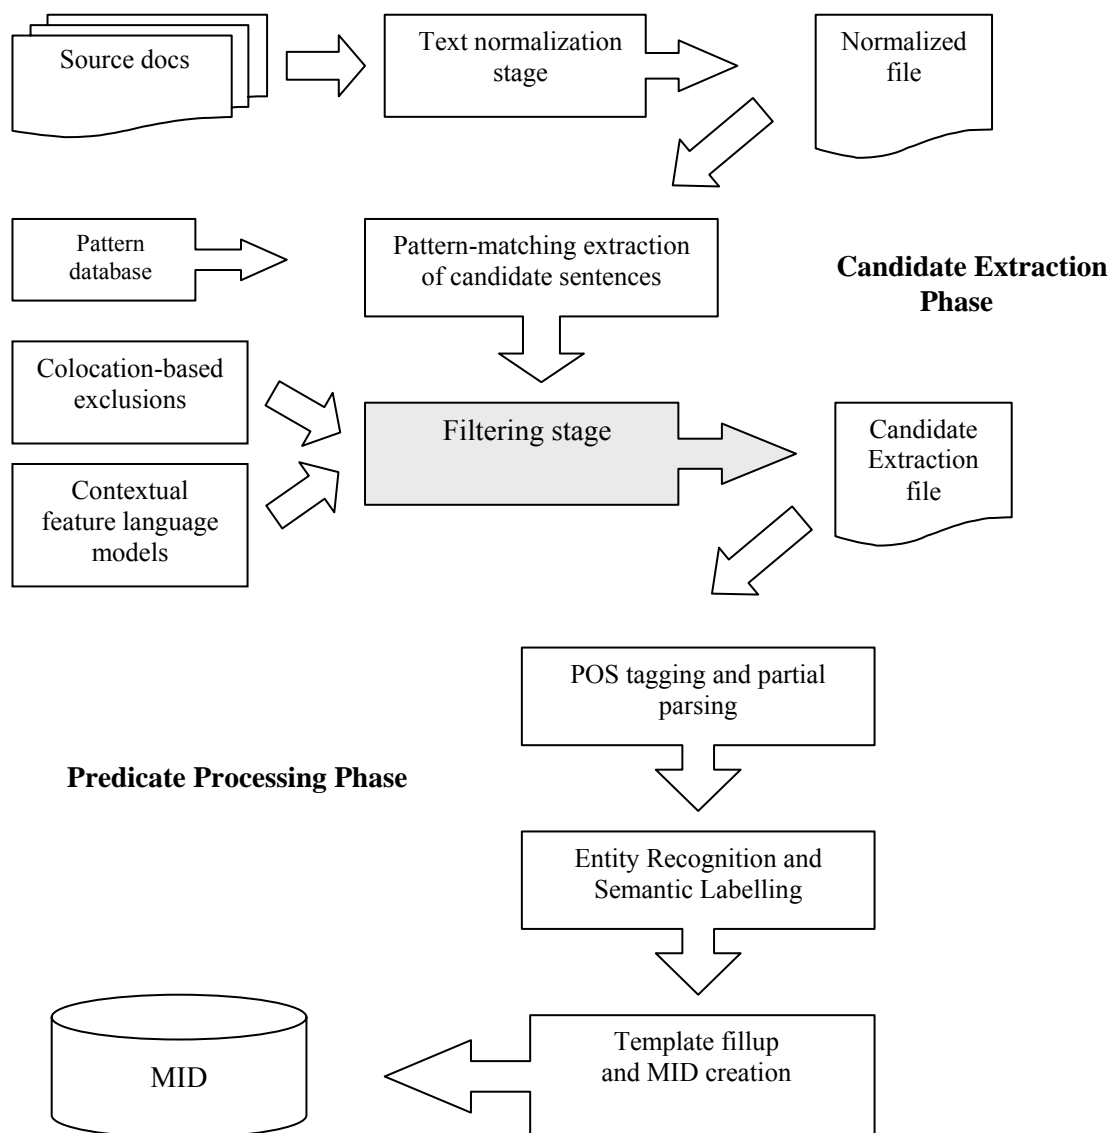 Source docs
Text normalization
stage
Normalized
file
Pattern
database
Pattern-matching extraction
of candidate sentences
Candidate Extraction
Phase
Colocation-based
exclusions
Filtering stage
Candidate
Extraction
file
Contextual
feature language
models
POS tagging and partial
parsing
Predicate Processing Phase
Entity Recognition and
Semantic Labelling
Template fillup
and MID creation
MID